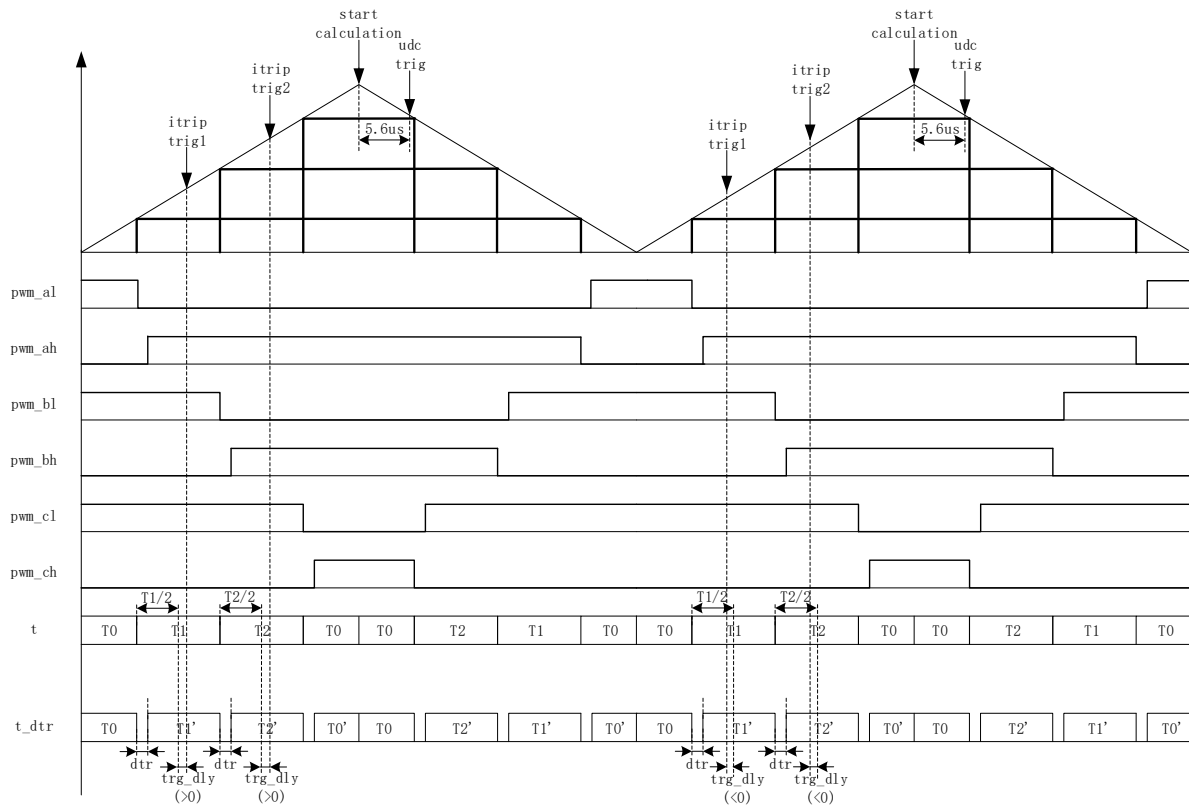 start
calculation
start
calculation
udc
trig
udc
trig
itrip
trig2
itrip
trig2
itrip
trig1
itrip
trig1
5.6us
5.6us
pwm_al
pwm_ah
pwm_bl
pwm_bh
pwm_cl
pwm_ch
T1/2 T2/2 T1/2 T2/2
t T0 T1 T2 T0 T0 T2 T1 T0 T0 T1 T2 T0 T0 T2 T1 T0
t_dtr T0 T1' T2' T0' T0 T2' T1' T0' T0 T1' T2' T0' T0 T2' T1' T0'
dtr dtr dtr dtr
trg_dly trg_dly trg_dly trg_dly
(>0) (>0) (<0) (<0)